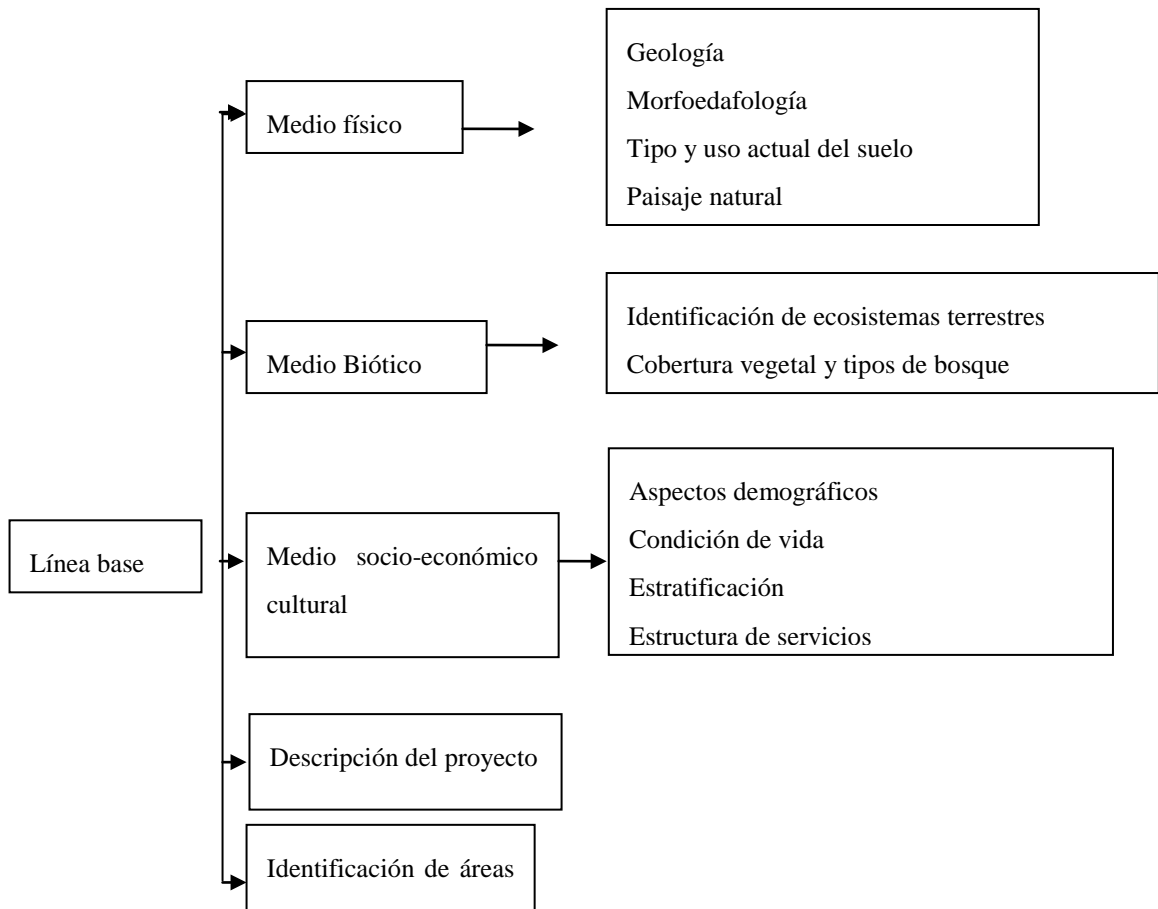 Geología
Morfoedafología
Medio físico
Tipo y uso actual del suelo
Paisaje natural
Identificación de ecosistemas terrestres
Medio Biótico
Cobertura vegetal y tipos de bosque
Aspectos demográficos
Condición de vida
Línea base
Medio socio-económico
cultural
Estratificación
Estructura de servicios
Descripción del proyecto
Identificación de áreas